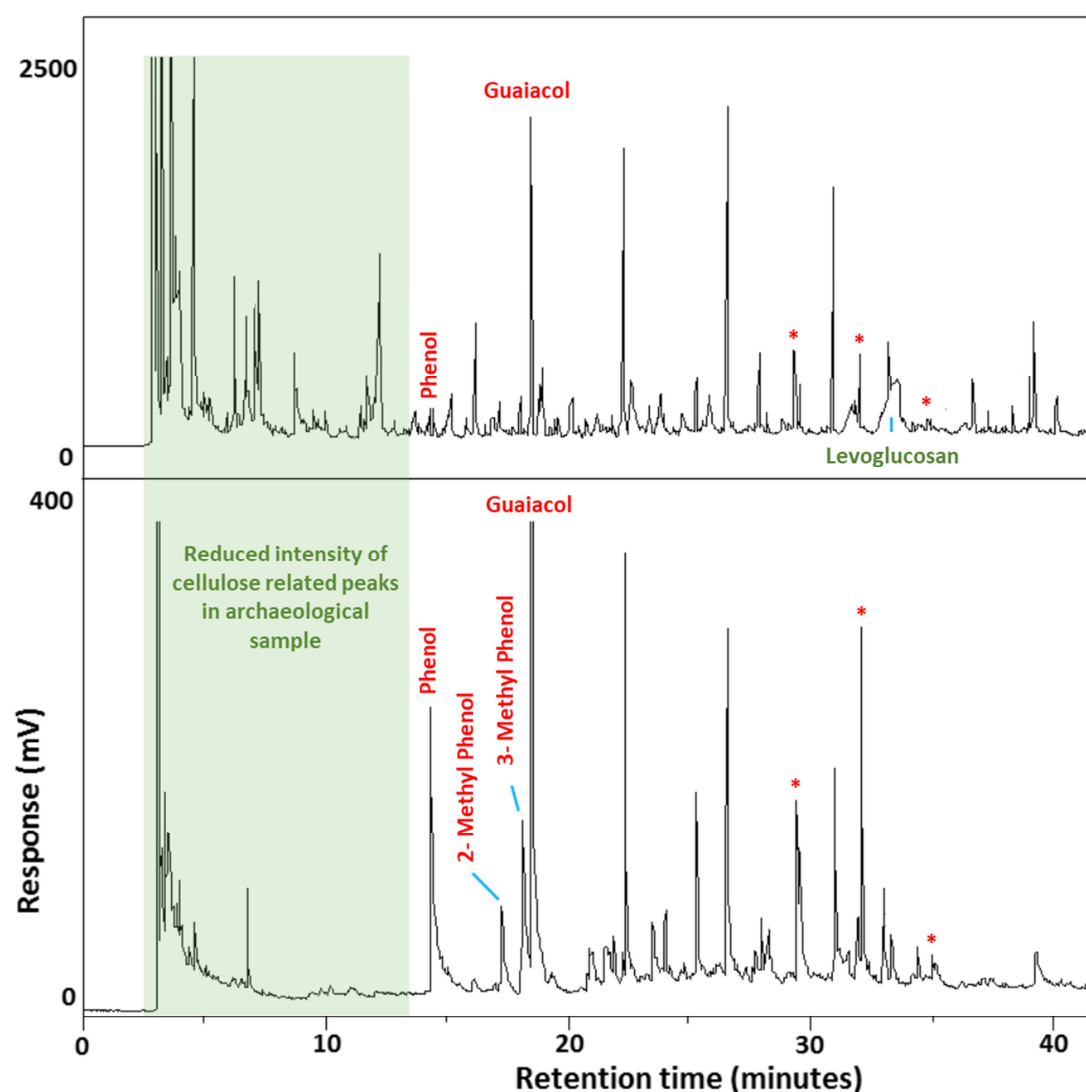 2500
Guaiacol
Phenol
*
*
*
0
Levoglucosan
400
Guaiacol
Reduced intensity of
cellulose related peaks
in archaeological
sample
Phenol
2- Methyl Phenol
3- Methyl Phenol
*
*
*
Response (mV)
0
0
10
20
30
40
Retention time (minutes)